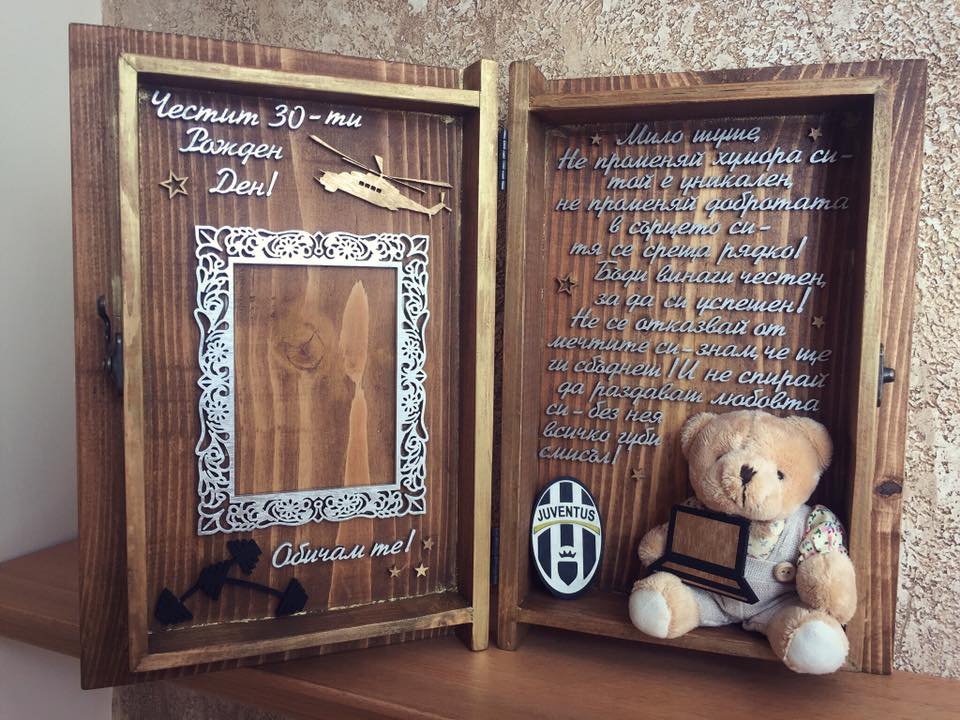 Честит 30-ти
Рожден
Ден!
Обичам те!
Мило гушe,
Не променяй хумора си-
той е уникален,
не променяй добротата
в сърцето си-
тя се среща рядко!
Бъди винаги честен,
за да си успешен!
Не се отказвай от
мечтите си-знам, че ще
ги сбъднеш! И не спирай
да раздаваш любовта
си-без нея
всичко губи
смисъл!
JUVENTUS